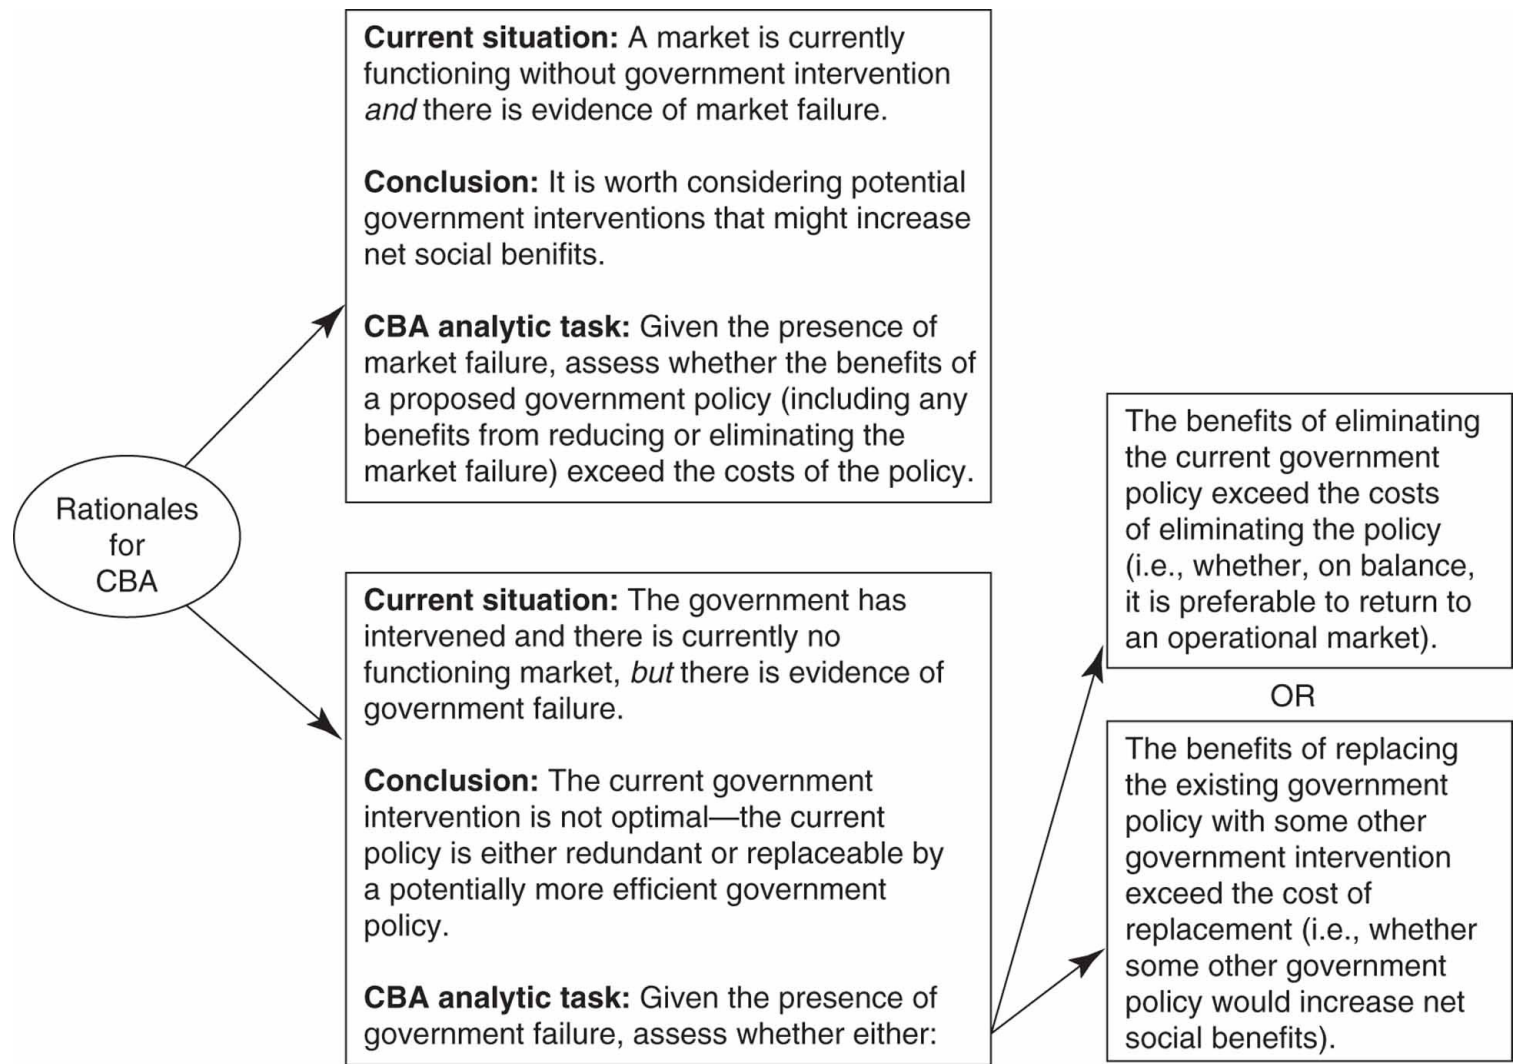 Rationales
for
CBA
Current situation: A market is currently
functioning without government intervention
and there is evidence of market failure.
Conclusion: It is worth considering potential
government interventions that might increase
net social benifits.
CBA analytic task: Given the presence of
market failure, assess whether the benefits of
a proposed government policy (including any
benefits from reducing or eliminating the
market failure) exceed the costs of the policy.
Current situation: The government has
intervened and there is currently no
functioning market, but there is evidence of
government failure.
Conclusion: The current government
intervention is not optimal—the current
policy is either redundant or replaceable by
a potentially more efficient government
policy.
CBA analytic task: Given the presence of
government failure, assess whether either:
The benefits of eliminating
the current government
policy exceed the costs
of eliminating the policy
(i.e., whether, on balance,
it is preferable to return to
an operational market).
OR
The benefits of replacing
the existing government
policy with some other
government intervention
exceed the cost of
replacement (i.e., whether
some other government
policy would increase net
social benefits).